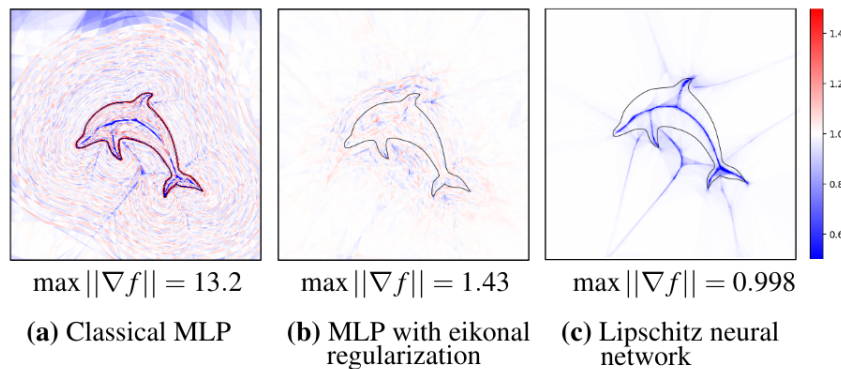 1.4
1.2
1.0
0.8
0.6
max ||∇f|| = 13.2
max ||∇f|| = 1.43
max ||∇f|| = 0.998
(a) Classical MLP
(b) MLP with eikonal
regularization
(c) Lipschitz neural
network